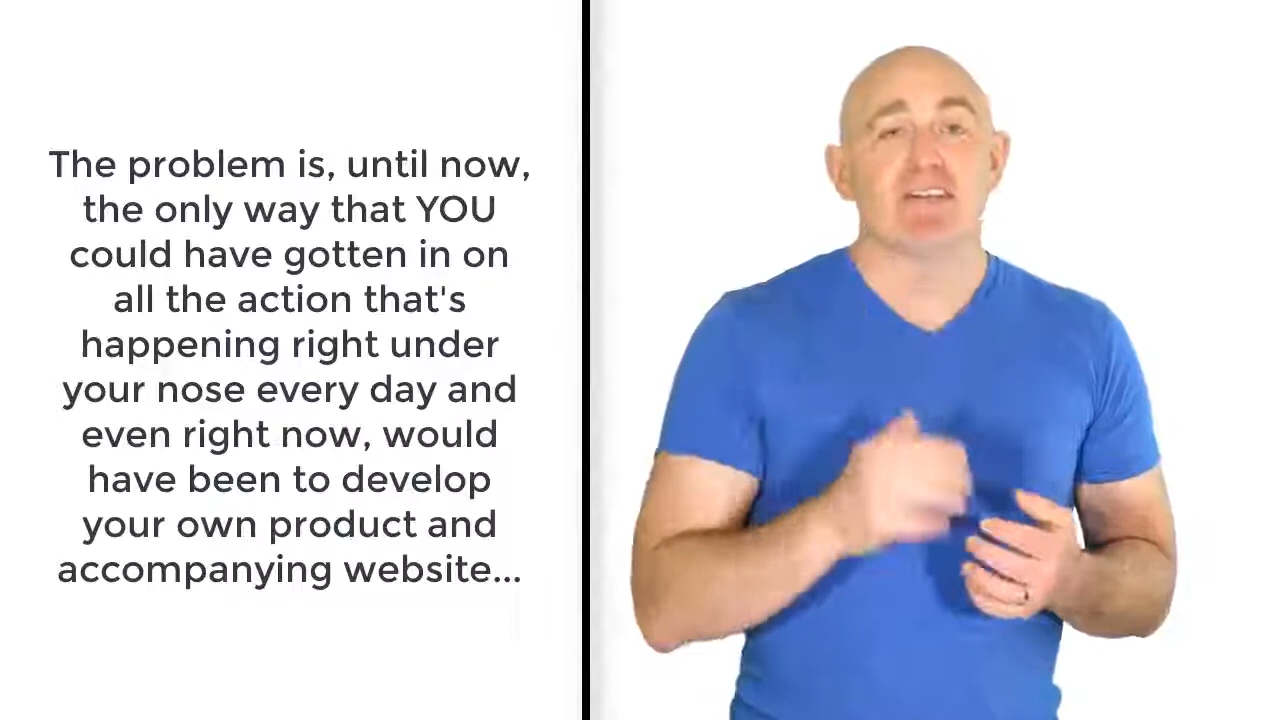 The problem is, until now,
the only way that YOU
could have gotten in on
all the action that's
happening right under
your nose every day and
even right now, would
have been to develop
your own product and
accompanying website...